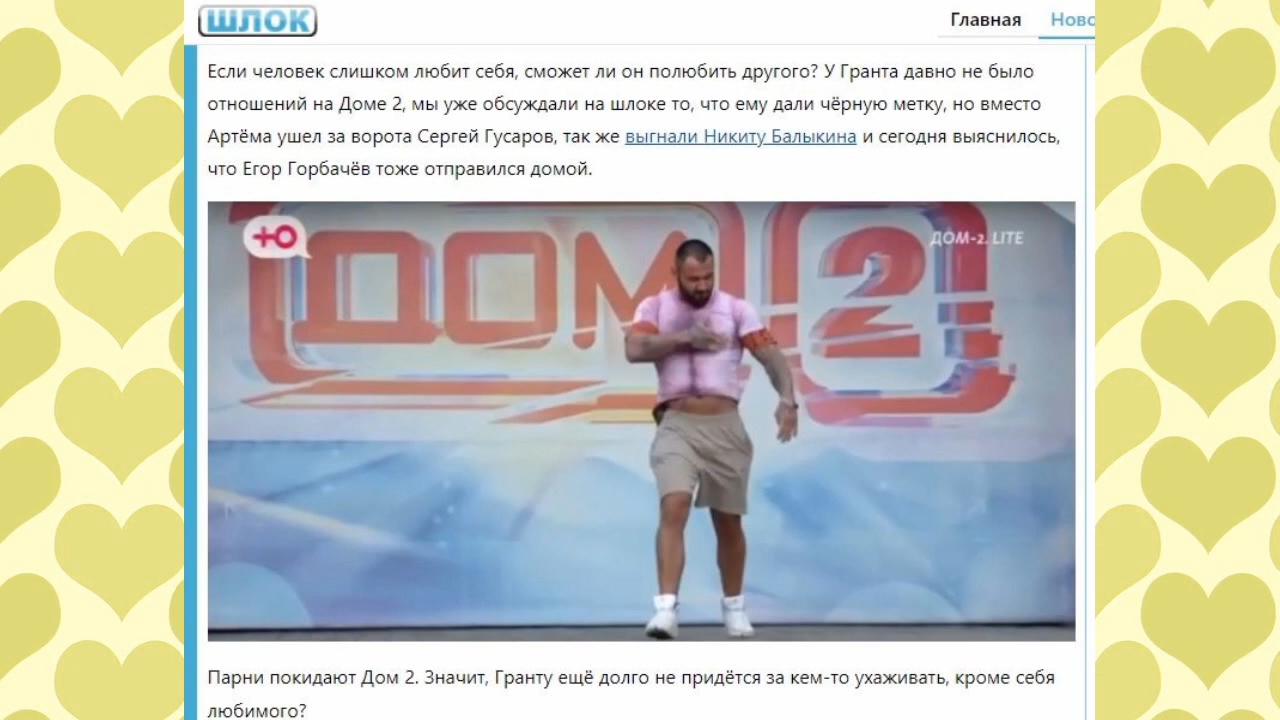 ШЛОК
Главная
Ново
Если человек слишком любит себя, сможет ли он полюбить другого? У Гранта давно не было
отношений на Доме 2, мы уже обсуждали на шлоке то, что ему дали чёрную метку, но вместо
Артёма ушел за ворота Сергей Гусаров, так же выгнали Никиту Балыкина и сегодня выяснилось,
что Егор Горбачёв тоже отправился домой.
Ю
ДОМ-2. LITE
ДОМ 2
Парни покидают Дом 2. Значит, Гранту ещё долго не придётся за кем-то ухаживать, кроме себя
любимого?